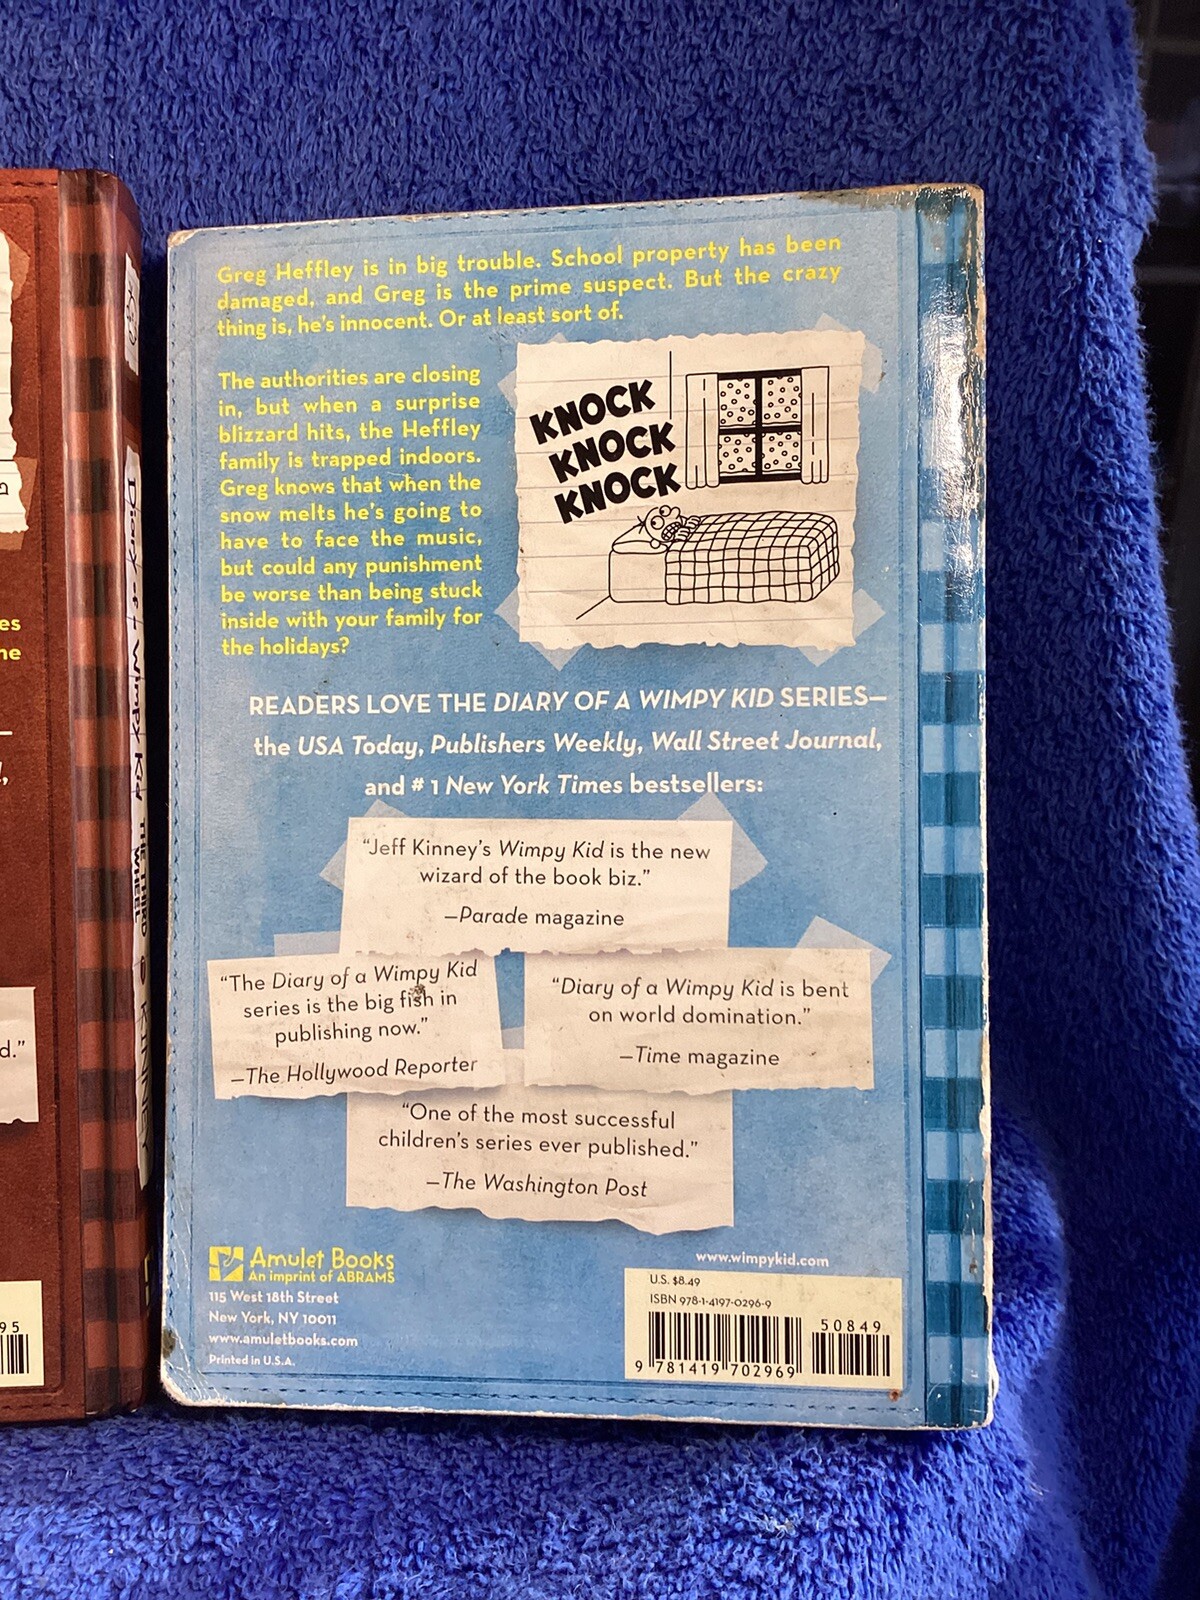 Greg Heffley is in big trouble. School property has been
damaged, and Greg is the prime suspect. But the crazy
thing is, he's innocent. Or at least sort of.
The authorities are closing
in, but when a surprise
blizzard hits, the Heffley
family is trapped indoors.
Greg knows that when the
snow melts he's going to
have to face the music,
but could any punishment
be worse than being stuck
inside with your family for
the holidays?
KNOCK
KNOCK
KNOCK
READERS LOVE THE DIARY OF A WIMPY KID SERIES—
the USA Today, Publishers Weekly, Wall Street Journal,
and #1 New York Times bestsellers:
"Jeff Kinney's Wimpy Kid is the new
wizard of the book biz."
—Parade magazine
"The Diary of a Wimpy Kid
series is the big fish in
publishing now."
—The Hollywood Reporter
"Diary of a Wimpy Kid is bent
on world domination."
—Time magazine
"One of the most successful
children's series ever published."
—The Washington Post
Amulet Books
An imprint of ABRAMS
115 West 18th Street
New York, NY 10011
www.amuletbooks.com
Printed in U.S.A.
www.wimpykid.com
U.S. $8.49
ISBN 978-1-4197-0296-9
50849
9 781419 702969
Diary of a Wimpy Kid
THE THIRD
WHEEL
KINNEY
es
ne
d."
95